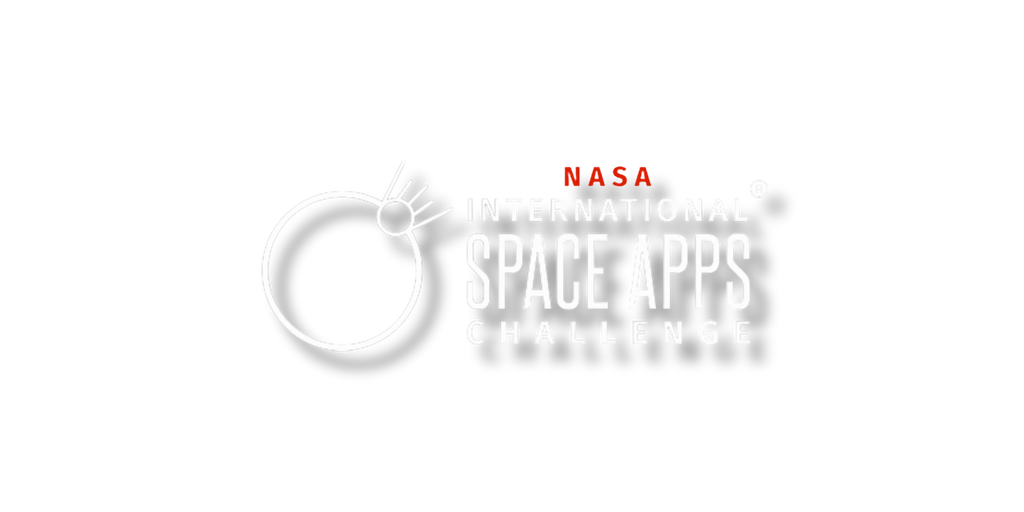 NASA
INTERNATIONAL®
SPACE APPS
CHALLENGE